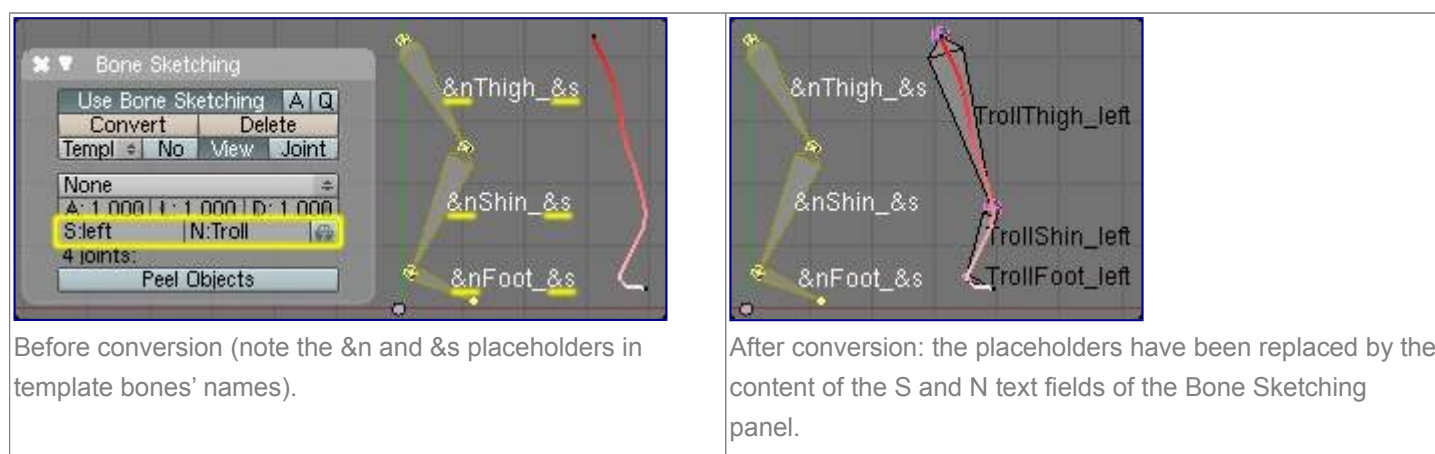 Bone Sketching
Use Bone Sketching A Q
Convert Delete
Templ No View Joint
None
A: 1.000 L: 1.000 D: 1.000
S:left N:Troll
4 joints:
Peel Objects
&nThigh_&s
&nShin_&s
&nFoot_&s
&nThigh_&s
TrollThigh_left
&nShin_&s
TrollShin_left
&nFoot_&s
TrollFoot_left
Before conversion (note the &n and &s placeholders in
template bones’ names).
After conversion: the placeholders have been replaced by the
content of the S and N text fields of the Bone Sketching
panel.